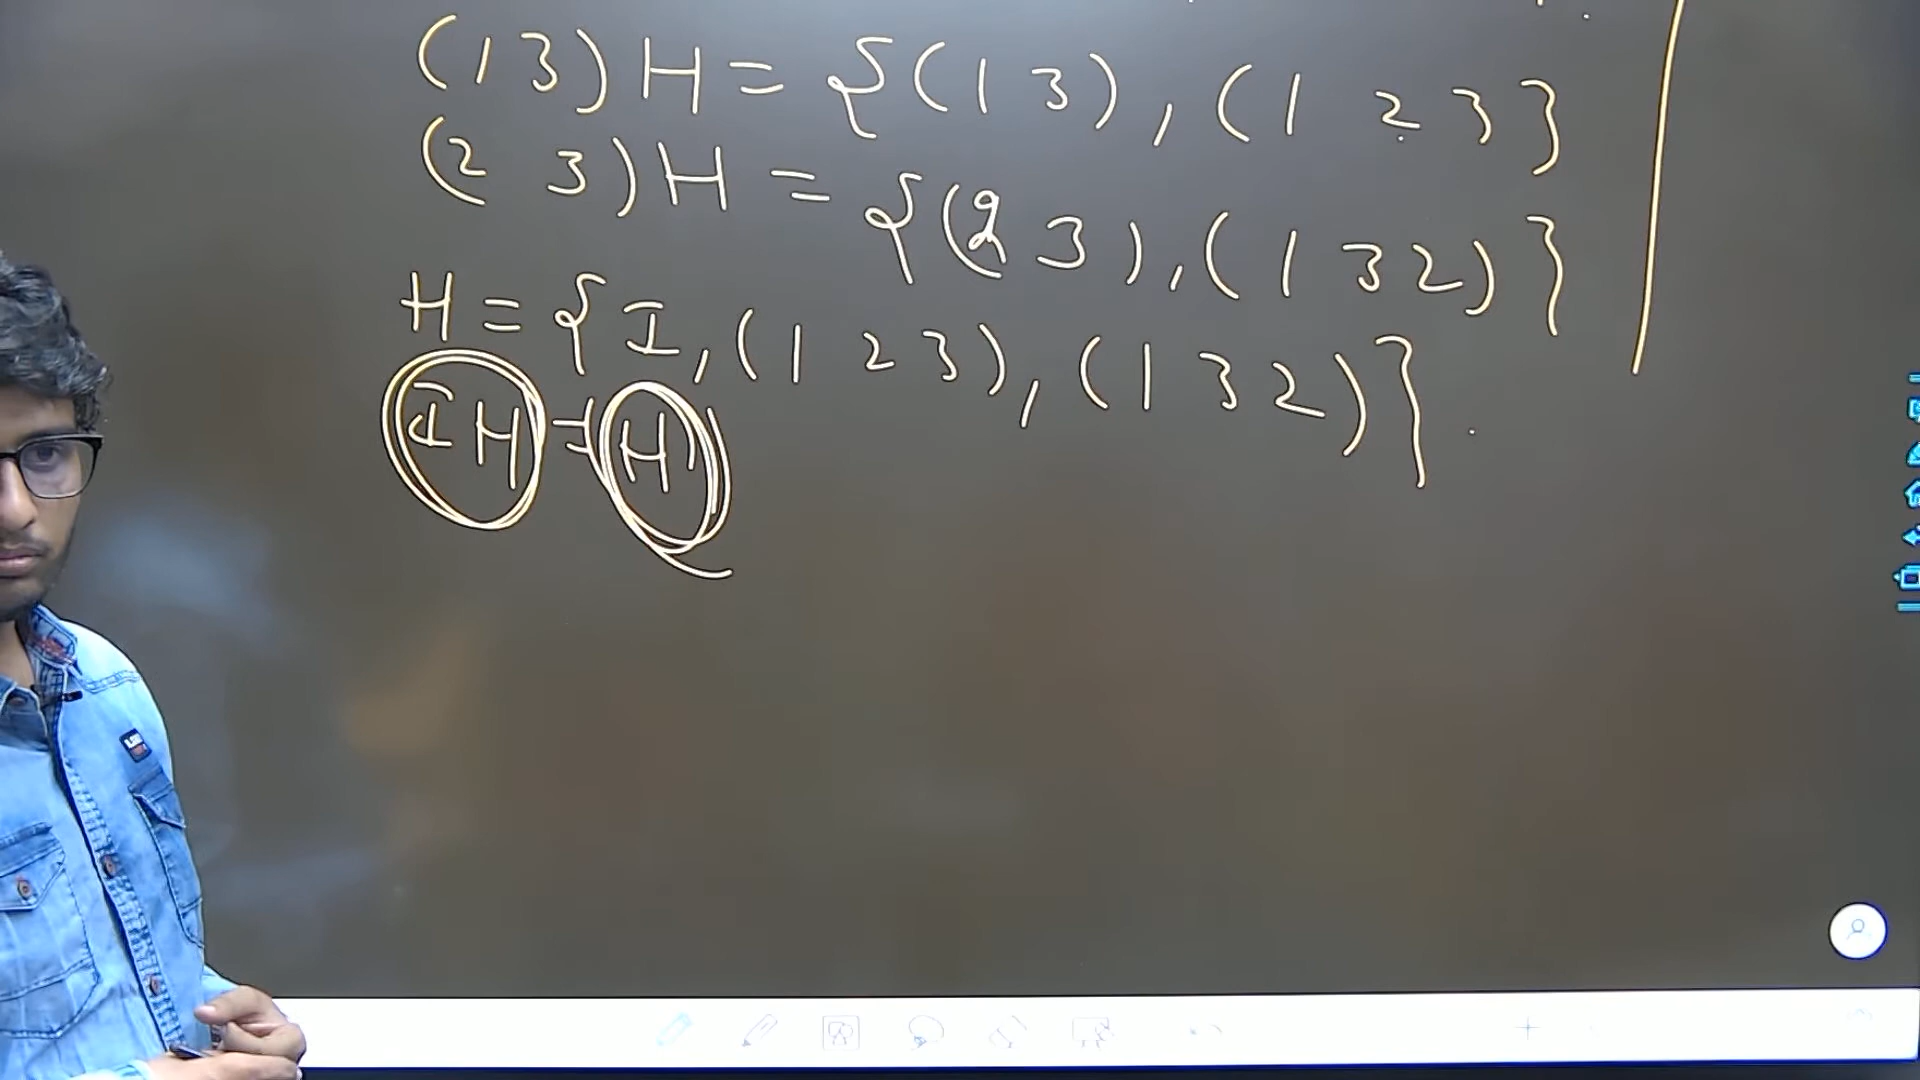 (1 3) H = {(1 3), (1 2 3}
(2 3) H = {(2 3), (1 3 2)}
H = {I, (1 2 3), (1 3 2)}.
I H = H